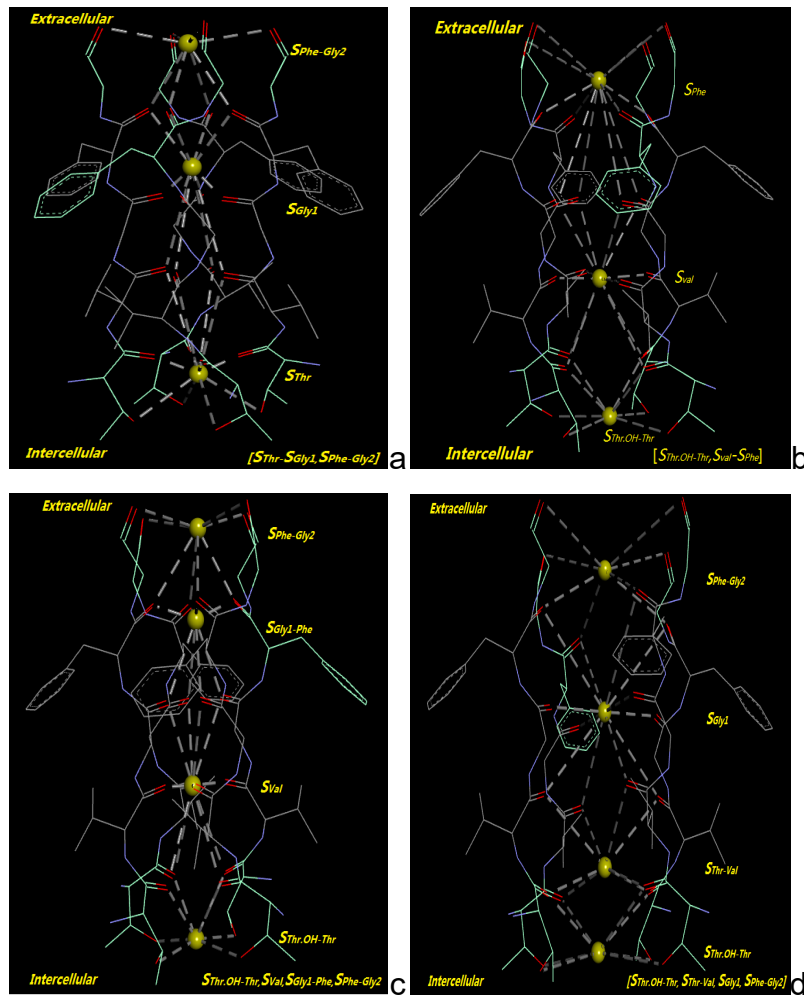 Extracellular
SPhe-Gly2
SGly1
SThr
Intercellular
[SThr-SGly1,SPhe-Gly2]
a
Extracellular
SPhe
Sval
SThr.OH-Thr
Intercellular
[SThr.OH-Thr,Sval-SPhe]
b
Extracellular
SPhe-Gly2
SGly1-Phe
SVal
SThr.OH-Thr
Intercellular
SThr.OH-Thr,SVal,SGly1-Phe,SPhe-Gly2
c
Extracellular
SPhe-Gly2
SGly1
SThr-Val
SThr.OH-Thr
Intercellular
[SThr.OH-Thr, SThr-Val, SGly1, SPhe-Gly2]
d